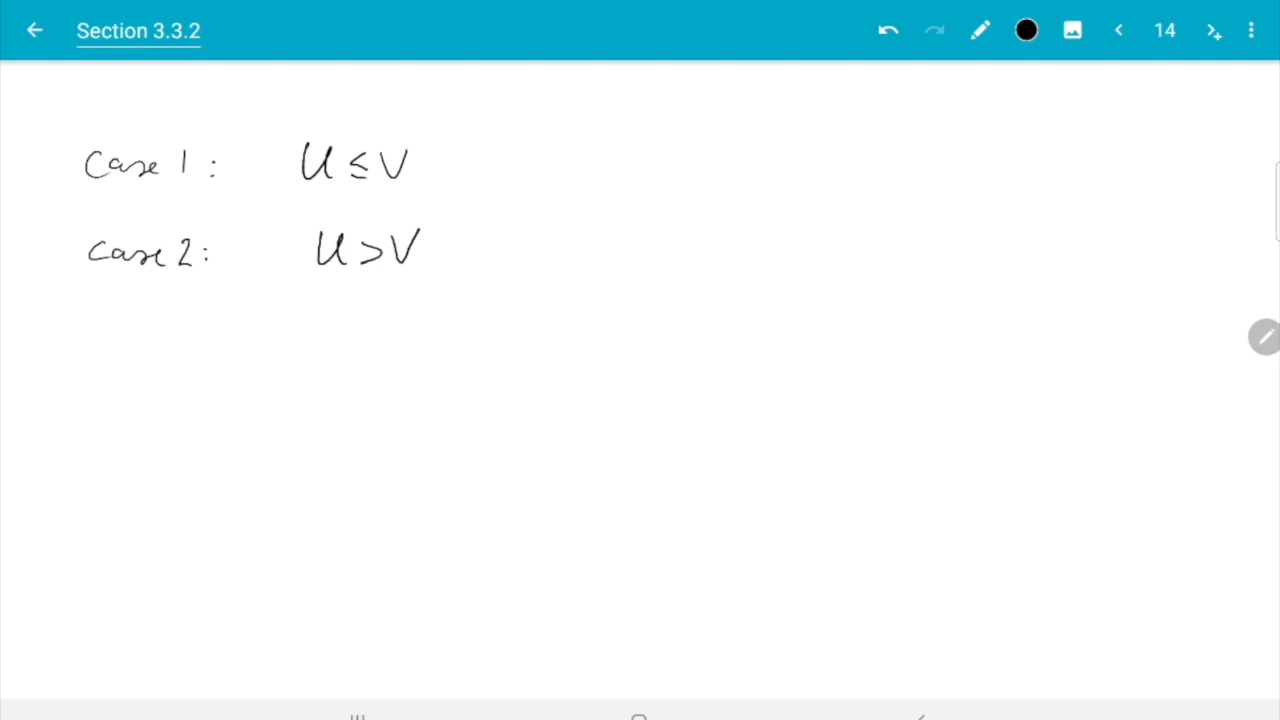 Section 3.3.2 14
Case 1: U ≤ V
Case 2: U > V